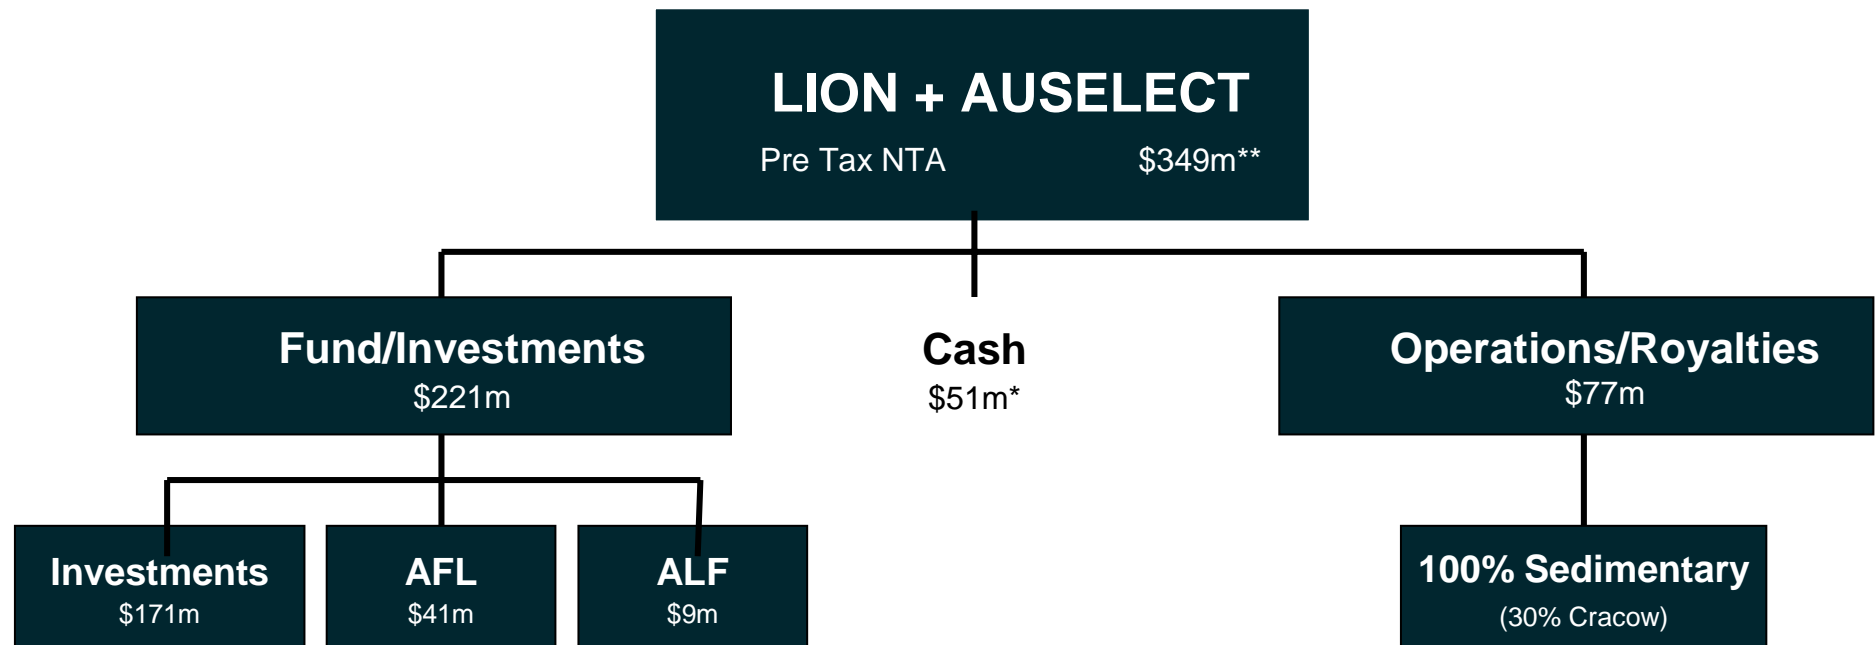 LION + AUSELECT
Pre Tax NTA $349m**
Fund/Investments
$221m
Cash
$51m*
Operations/Royalties
$77m
Investments
$171m
AFL
$41m
ALF
$9m
100% Sedimentary
(30% Cracow)